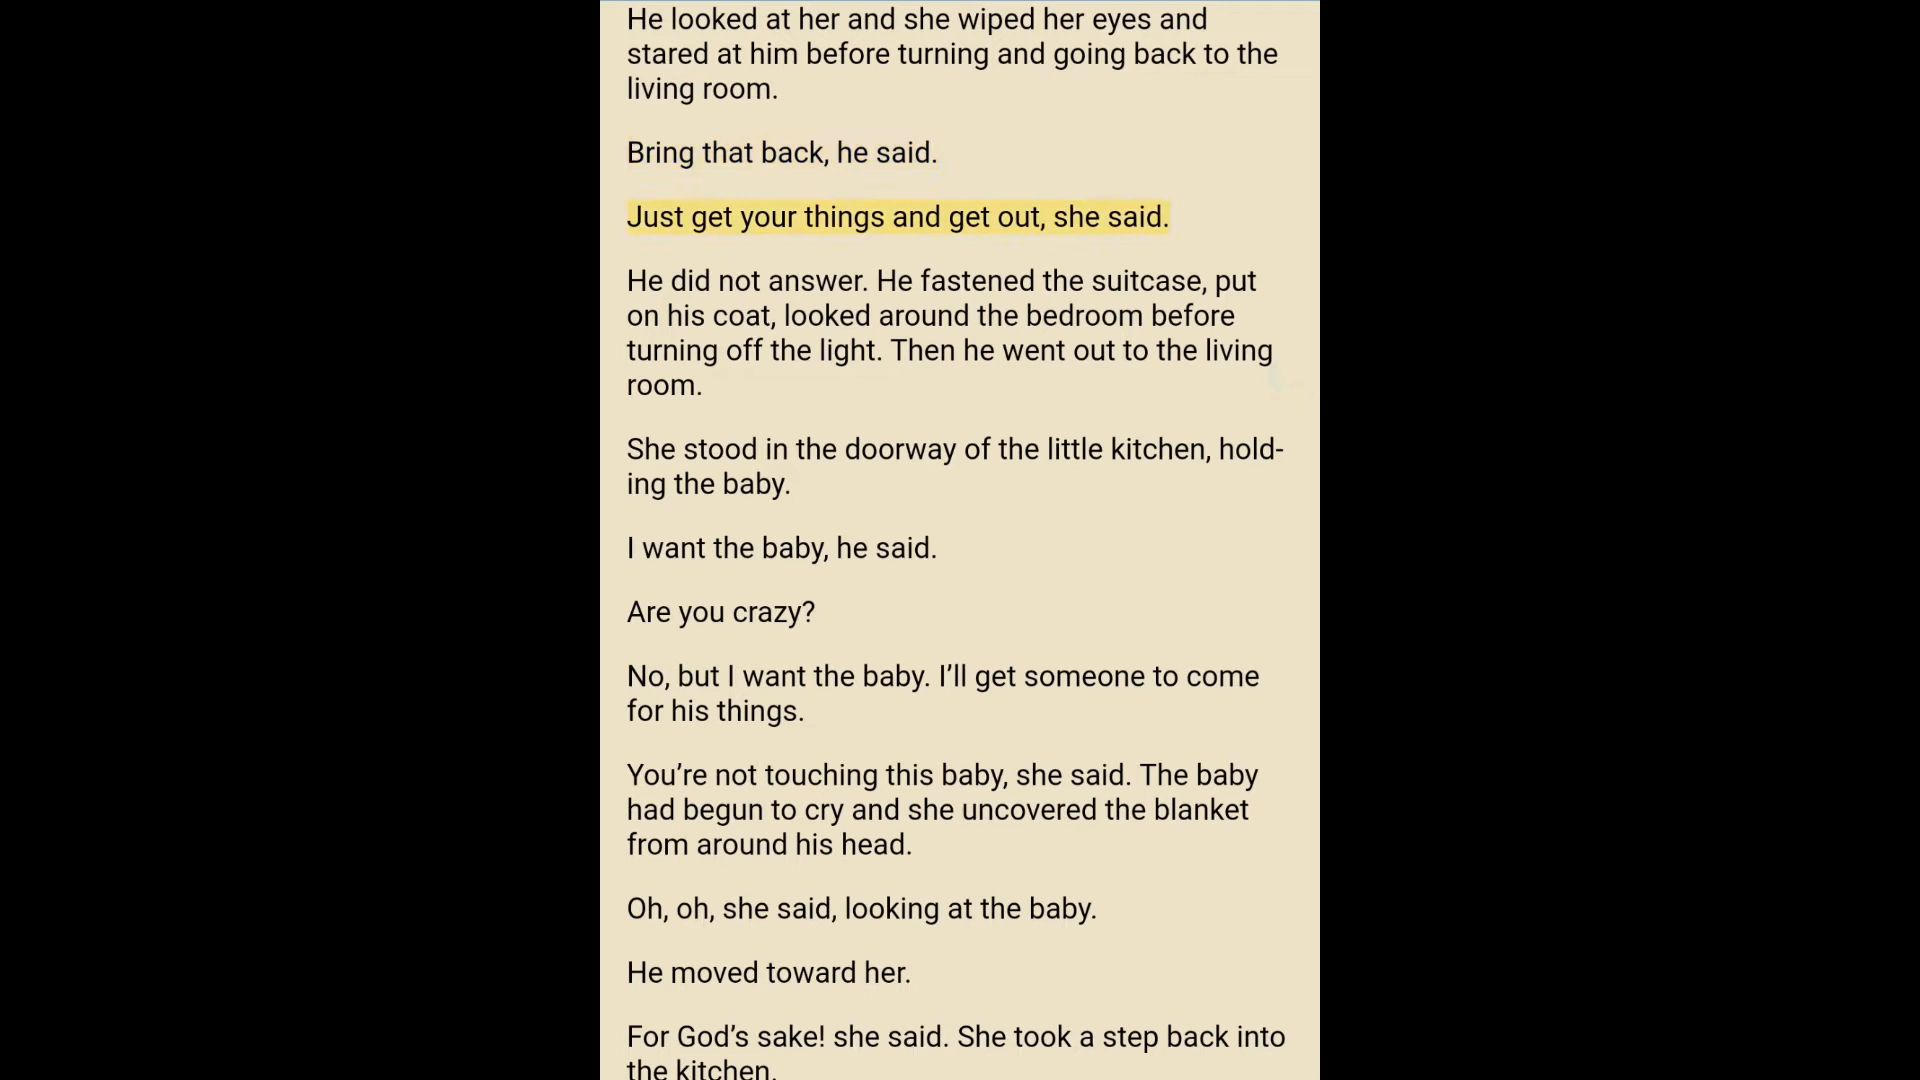 He looked at her and she wiped her eyes and
stared at him before turning and going back to the
living room.
Bring that back, he said.
Just get your things and get out, she said.
He did not answer. He fastened the suitcase, put
on his coat, looked around the bedroom before
turning off the light. Then he went out to the living
room.
She stood in the doorway of the little kitchen, hold-
ing the baby.
I want the baby, he said.
Are you crazy?
No, but I want the baby. I’ll get someone to come
for his things.
You’re not touching this baby, she said. The baby
had begun to cry and she uncovered the blanket
from around his head.
Oh, oh, she said, looking at the baby.
He moved toward her.
For God’s sake! she said. She took a step back into
the kitchen.